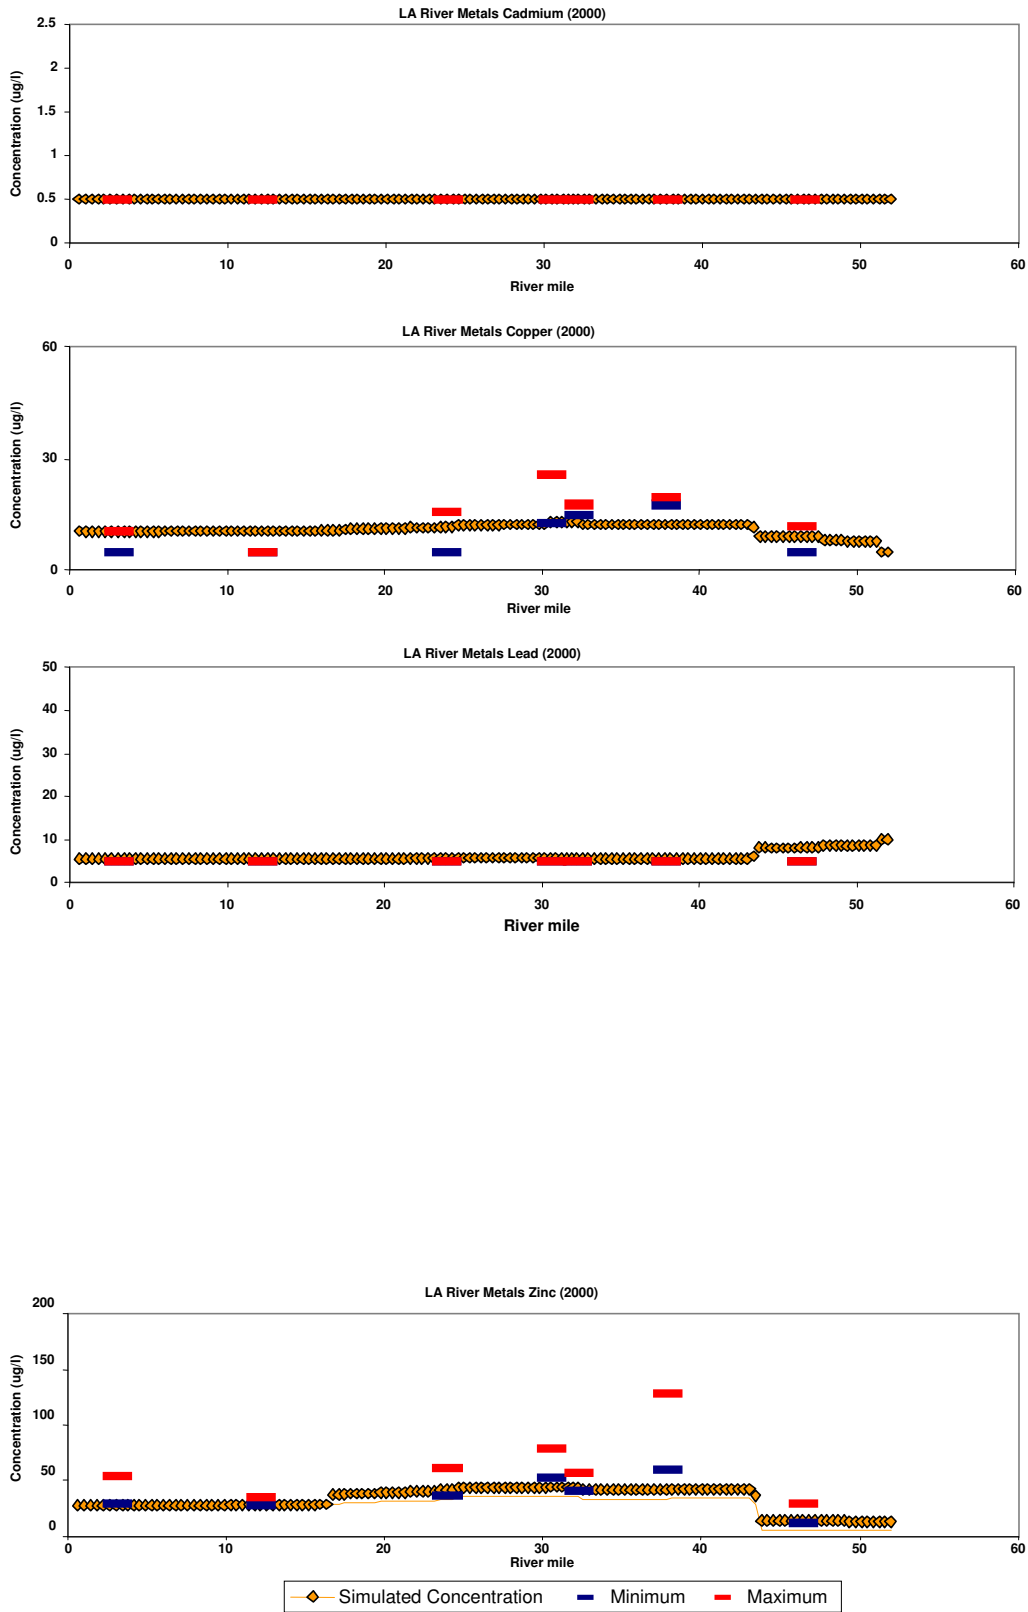 LA River Metals Cadmium (2000)
Concentration (ug/l)
2.5
2
1.5
1
0.5
0
0 10 20 30 40 50 60
River mile
LA River Metals Copper (2000)
Concentration (ug/l)
60
30
0
0 10 20 30 40 50 60
River mile
LA River Metals Lead (2000)
Concentration (ug/l)
50
40
30
20
10
0
0 10 20 30 40 50 60
River mile
LA River Metals Zinc (2000)
Concentration (ug/l)
200
150
100
50
0
0 10 20 30 40 50 60
River mile
Simulated Concentration Minimum Maximum